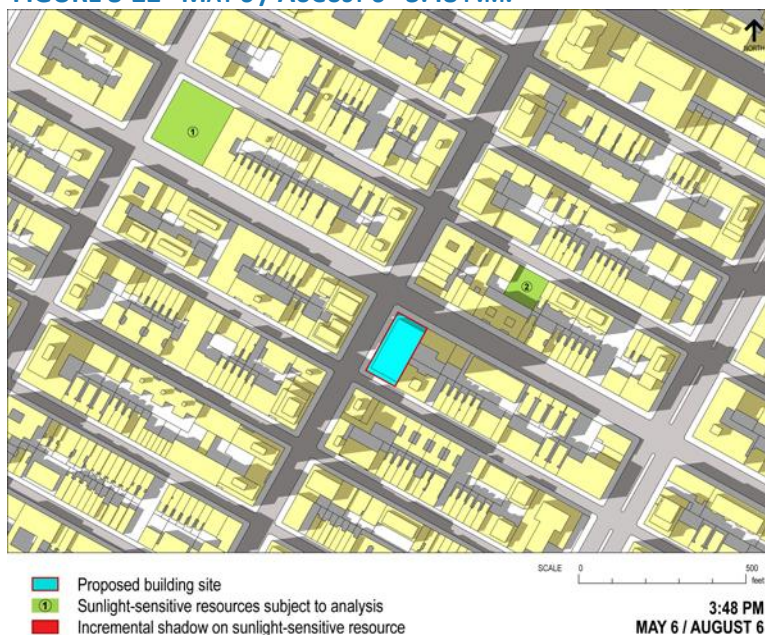 NORTH
①
②
Proposed building site
① Sunlight-sensitive resources subject to analysis
Incremental shadow on sunlight-sensitive resource
SCALE 0 500
feet
3:48 PM
MAY 6 / AUGUST 6